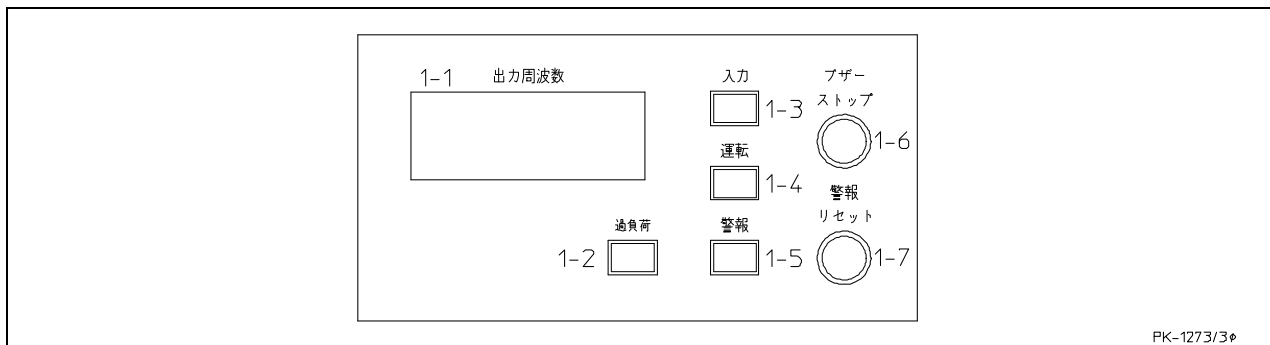 1-1 出力周波数
入力
1-3
ブザー
ストップ
1-6
運転
1-4
過負荷
1-2
警報
1-5
警報
リセット
1-7
PK-1273/3φ